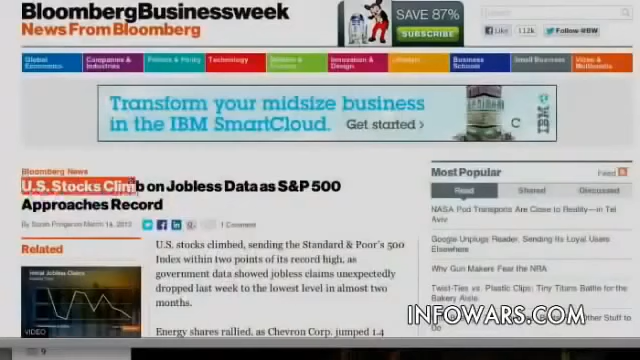 BloombergBusinessweek
News From Bloomberg
SAVE 87%
SUBSCRIBE
Like
112k
Follow @BW
Global Economics
Companies & Industries
Politics & Policy
Technology
Innovation & Design
Lifestyle
Business Schools
Small Business
Video & Multimedia
Transform your midsize business
in the IBM SmartCloud. Get started ›
IBM
Bloomberg News
U.S. Stocks Climb on Jobless Data as S&P 500
Approaches Record
March 14, 2013
1 Comment
Related
Initial Jobless Claims
VIDEO
U.S. stocks climbed, sending the Standard & Poor's 500
Index within two points of its record high, as
government data showed jobless claims unexpectedly
dropped last week to the lowest level in almost two
months.
Energy shares rallied, as Chevron Corp. jumped 1.4
Most Popular
Feed
Read
Shared
Discussed
NASA Pod Transports Are Close to Reality—in Tel
Aviv
Google Unplugs Reader, Sending Its Loyal Users
Elsewhere
Why Gun Makers Fear the NRA
Twist-Ties vs. Plastic Clips: Tiny Titans Battle for the
Bakery Aisle
Other Stuff to
Do
INFOWARS.COM
9